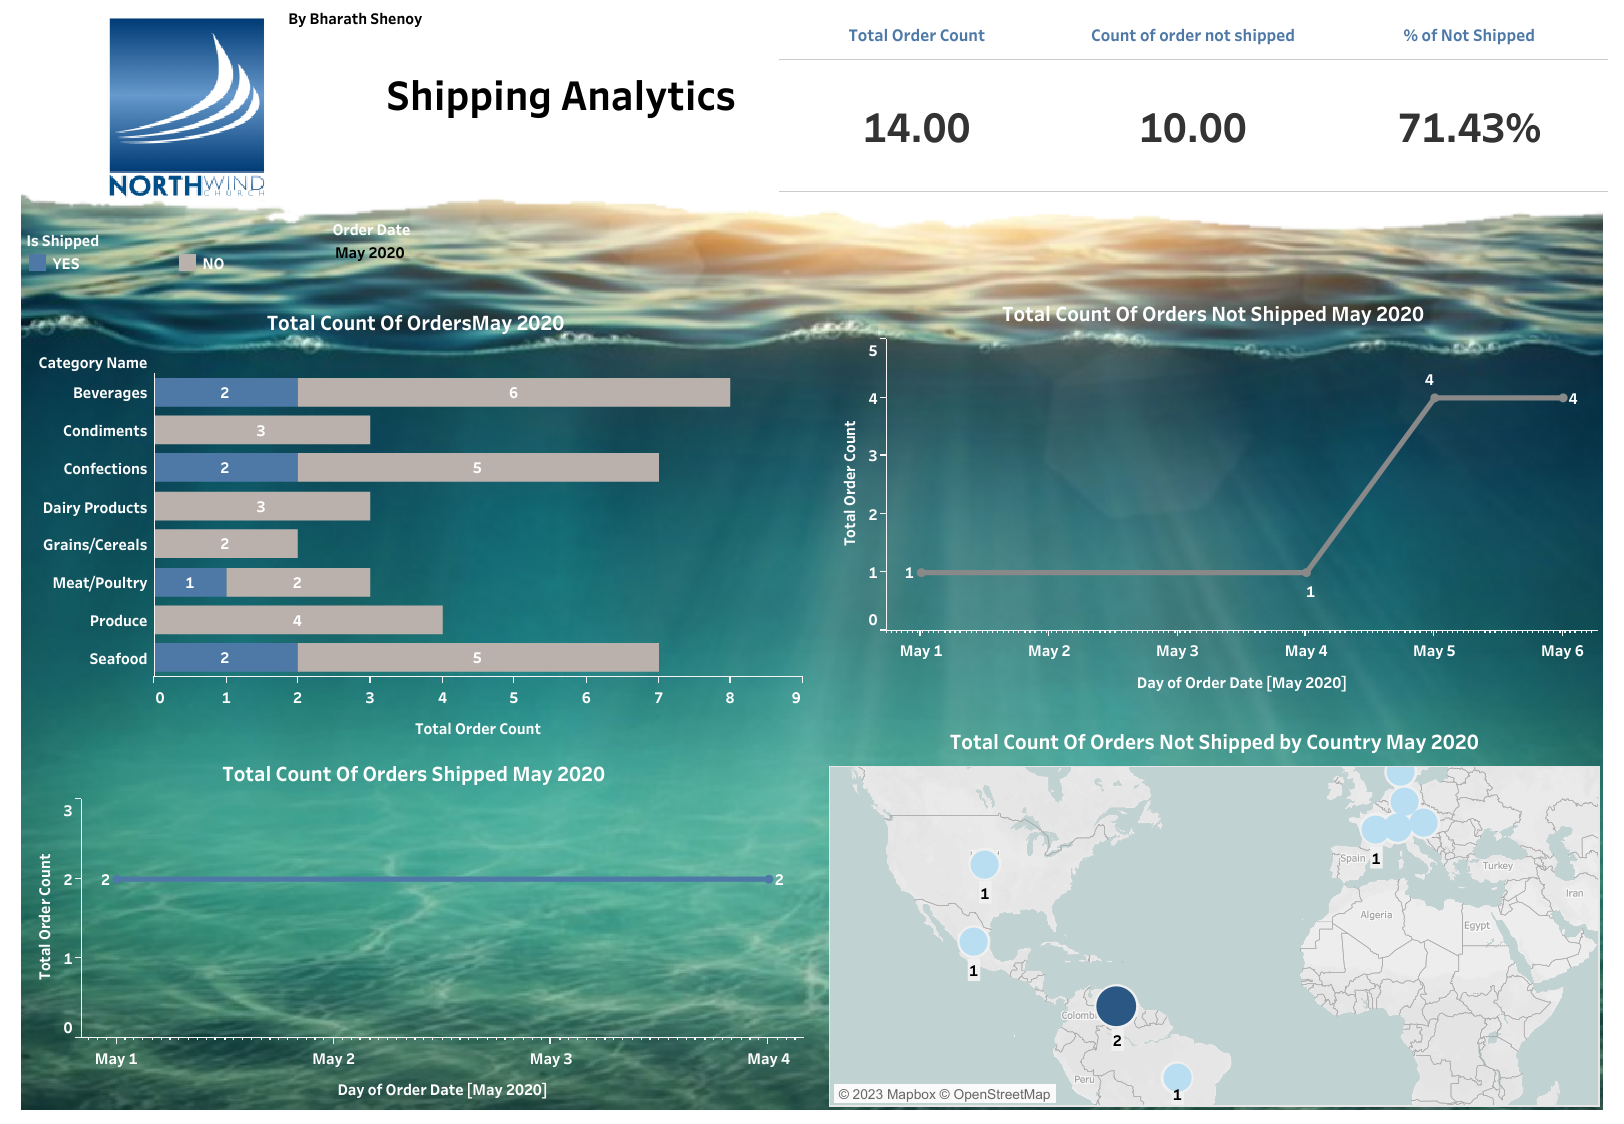 By Bharath Shenoy
NORTHWIND
CHURCH
Shipping Analytics
Total Order Count
Count of order not shipped
% of Not Shipped
14.00
10.00
71.43%
Is Shipped
YES
NO
Order Date
May 2020
Total Count Of OrdersMay 2020
Category Name
Beverages 2 6
Condiments 3
Confections 2 5
Dairy Products 3
Grains/Cereals 2
Meat/Poultry 1 2
Produce 4
Seafood 2 5
0 1 2 3 4 5 6 7 8 9
Total Order Count
Total Count Of Orders Not Shipped May 2020
Total Order Count
5
4
3
2
1
0
1
1
4
4
May 1 May 2 May 3 May 4 May 5 May 6
Day of Order Date [May 2020]
Total Count Of Orders Shipped May 2020
Total Order Count
3
2
1
0
2
2
May 1 May 2 May 3 May 4
Day of Order Date [May 2020]
Total Count Of Orders Not Shipped by Country May 2020
Spain
1
Turkey
Iran
1
Algeria
Egypt
1
Colomb
2
Peru
1
© 2023 Mapbox © OpenStreetMap